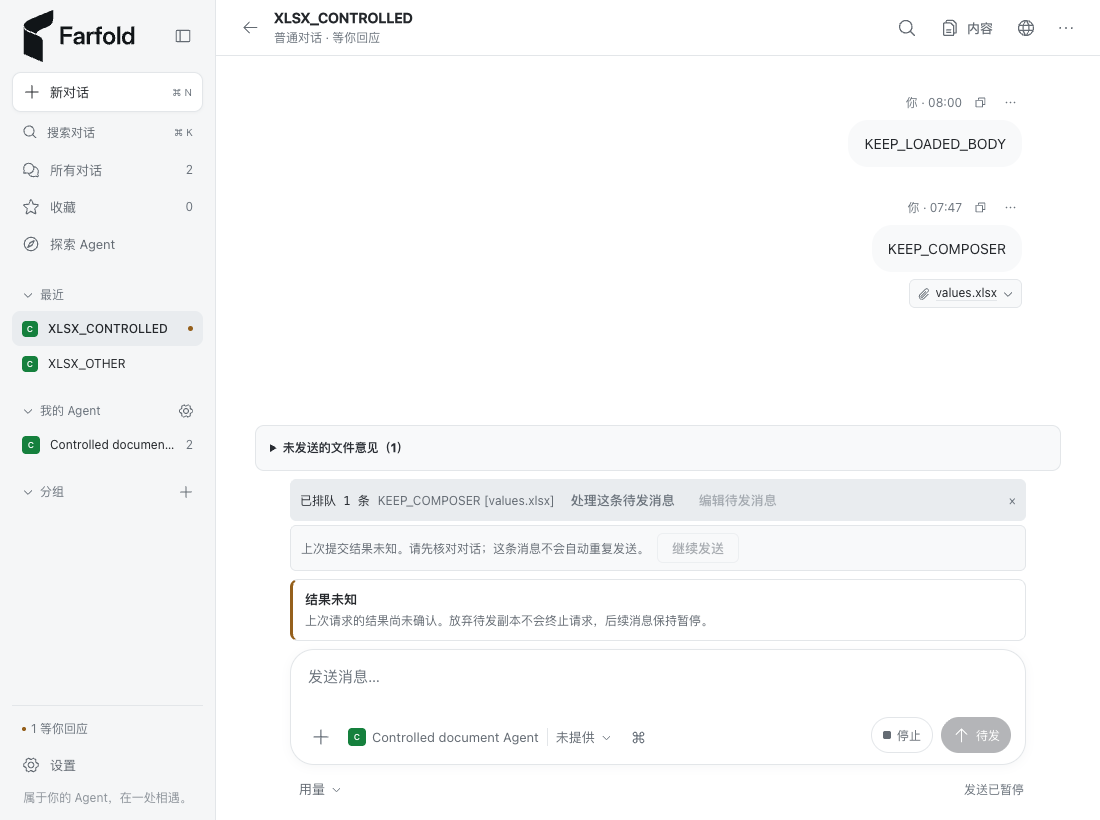 Farfold
新对话
⌘ N
搜索对话
⌘ K
所有对话
2
收藏
0
探索 Agent
最近
C
XLSX_CONTROLLED
C
XLSX_OTHER
我的 Agent
C
Controlled documen...
2
分组
1 等你回应
设置
属于你的 Agent，在一处相遇。
XLSX_CONTROLLED
普通对话 · 等你回应
内容
你 · 08:00
KEEP_LOADED_BODY
你 · 07:47
KEEP_COMPOSER
values.xlsx
未发送的文件意见（1）
已排队 1 条 KEEP_COMPOSER [values.xlsx] 处理这条待发消息 编辑待发消息 ×
上次提交结果未知。请先核对对话；这条消息不会自动重复发送。 继续发送
结果未知
上次请求的结果尚未确认。放弃待发副本不会终止请求，后续消息保持暂停。
发送消息...
C Controlled document Agent 未提供 ⌘ 停止 待发
用量
发送已暂停